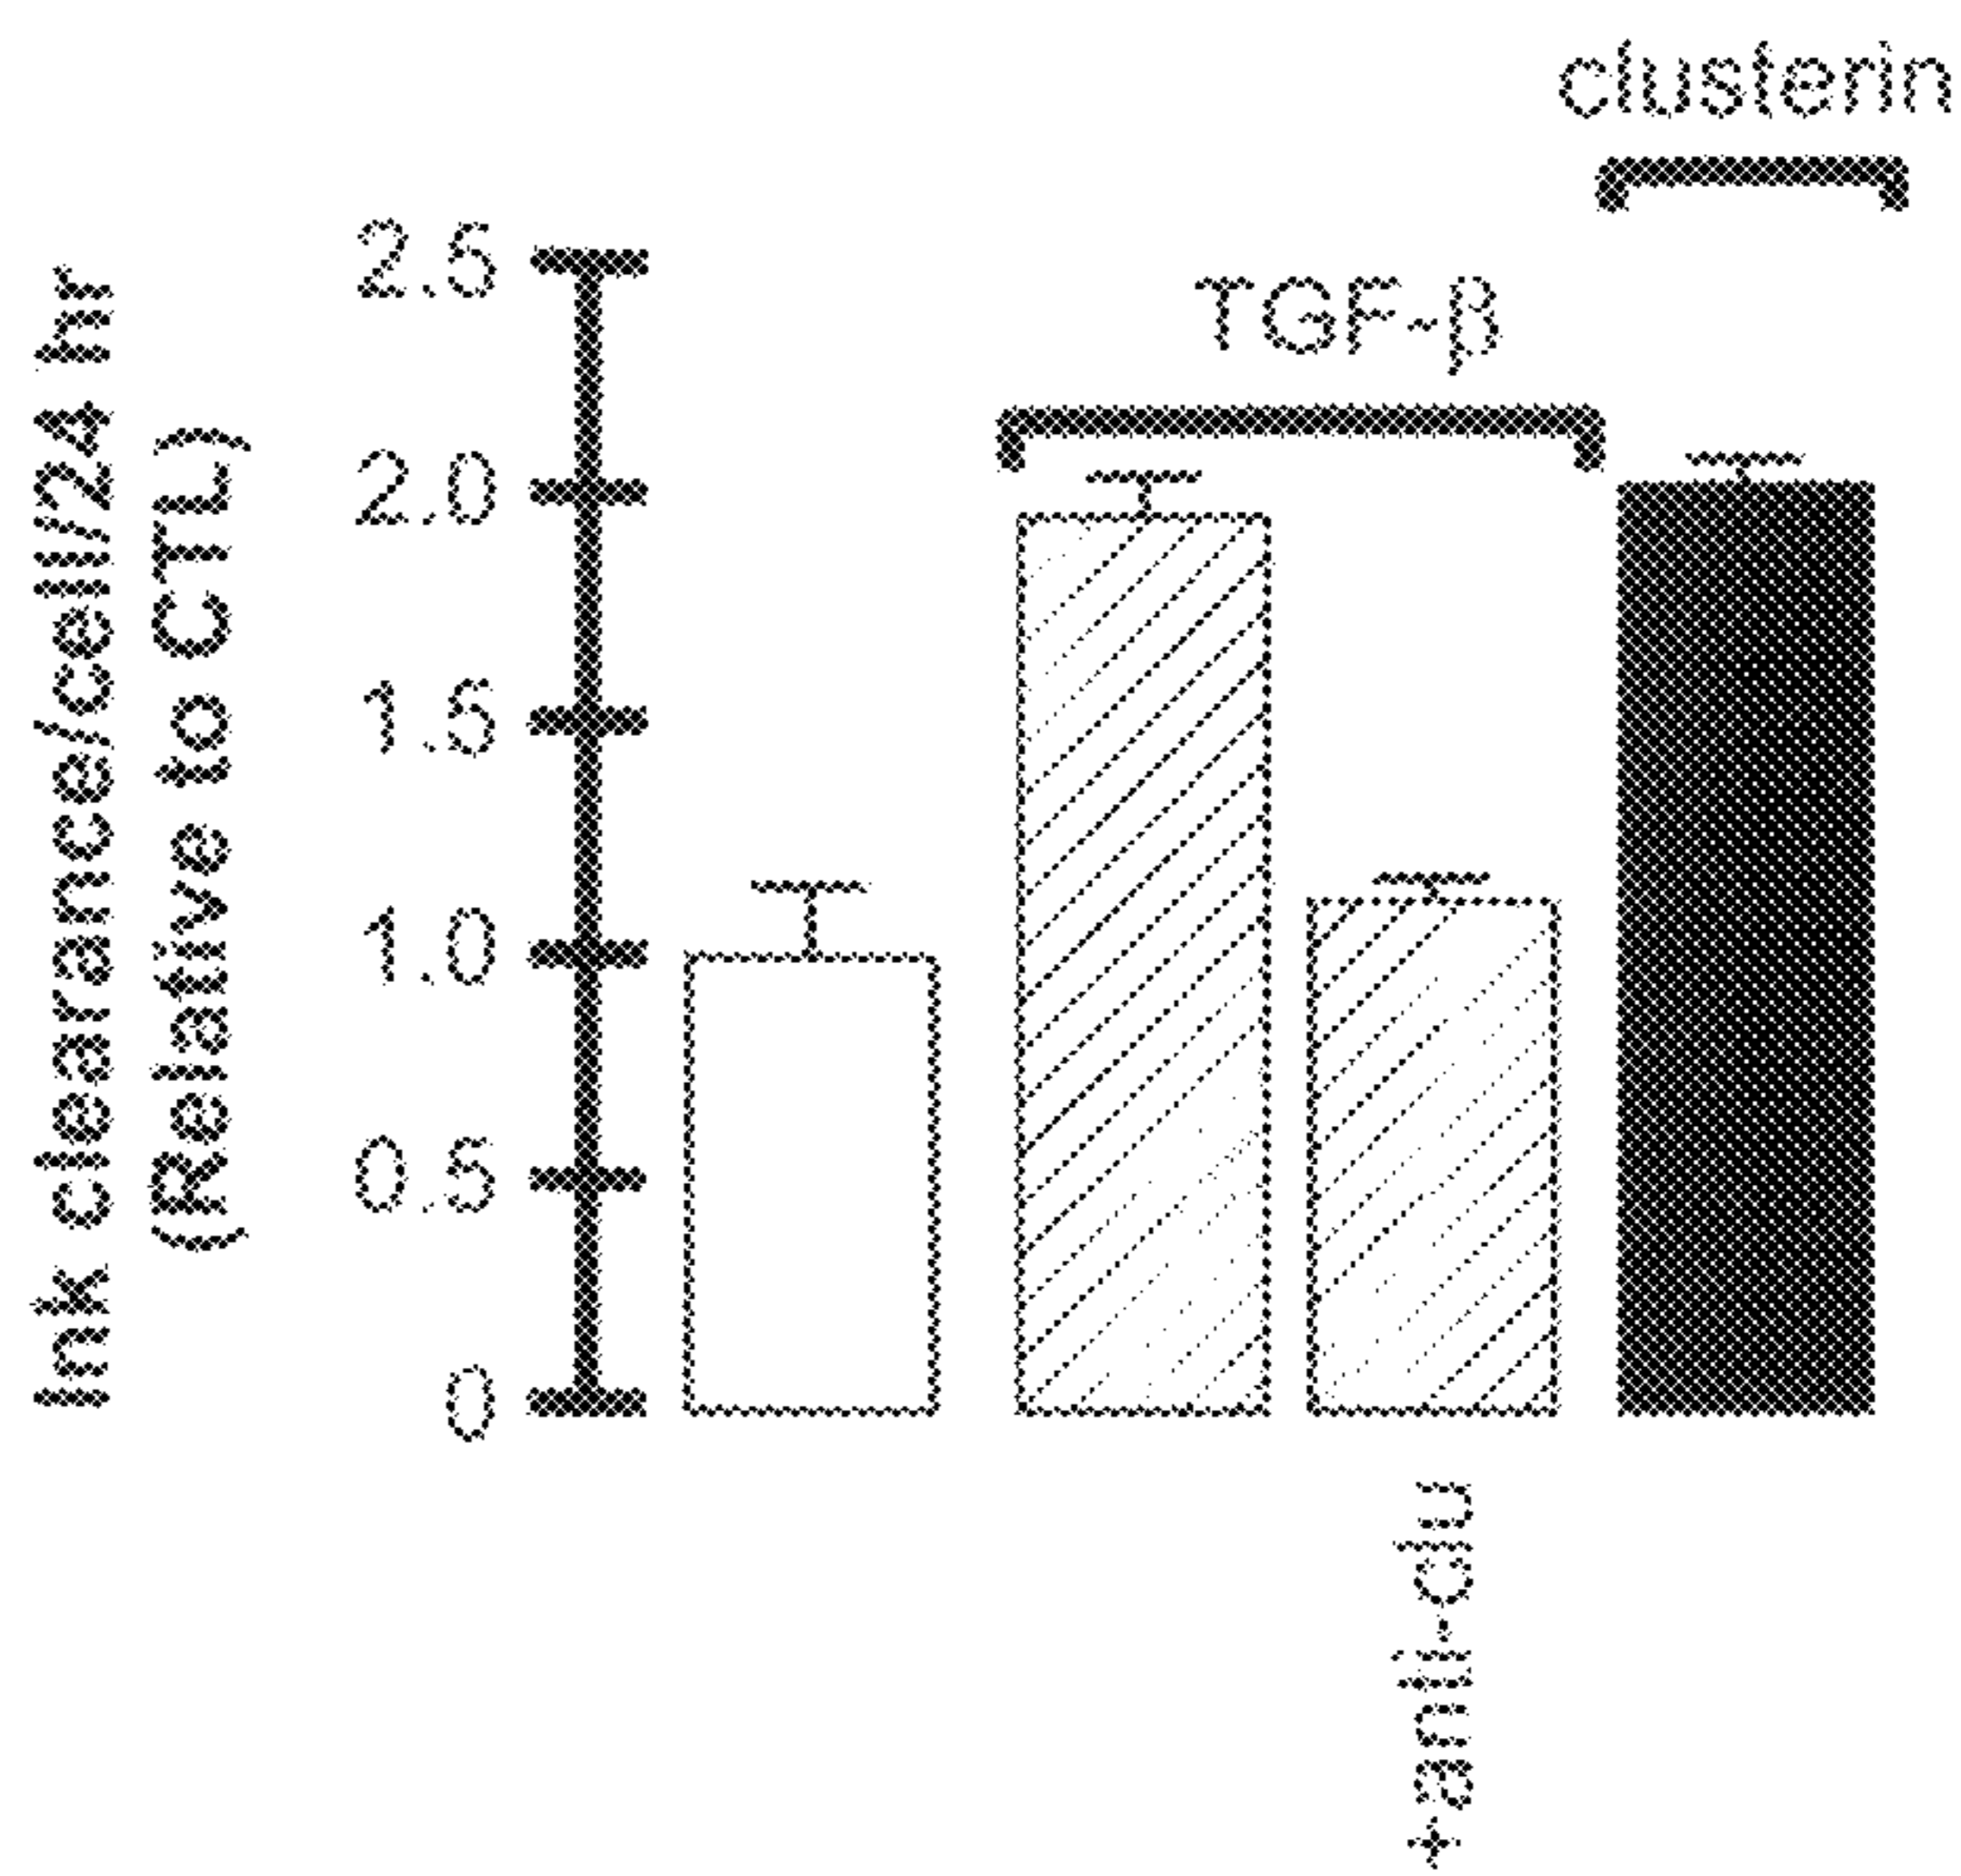 clusterin
TGF-β
Ink clearance/cell/24 hr
(Relative to CTL)
2.5
2.0
1.5
1.0
0.5
0
+anti-clu